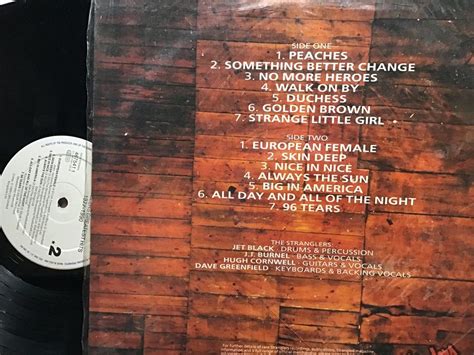 SIDE ONE
1. PEACHES
2. SOMETHING BETTER CHANGE
3. NO MORE HEROES
4. WALK ON BY
5. DUCHESS
6. GOLDEN BROWN
7. STRANGE LITTLE GIRL
SIDE TWO
1. EUROPEAN FEMALE
2. SKIN DEEP
3. NICE IN NICE
4. ALWAYS THE SUN
5. BIG IN AMERICA
6. ALL DAY AND ALL OF THE NIGHT
7. 96 TEARS
THE STRANGLERS:
JET BLACK - DRUMS & PERCUSSION
J.J. BURNEL - BASS & VOCALS
HUGH CORNWELL - GUITARS & VOCALS
DAVE GREENFIELD - KEYBOARDS & BACKING VOCALS
2